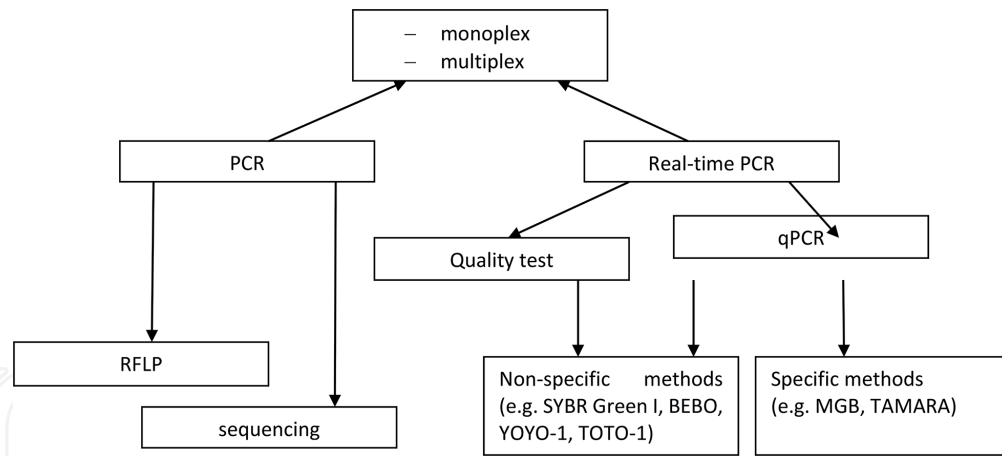 – monoplex
– multiplex
PCR
Real-time PCR
qPCR
Quality test
RFLP
sequencing
Non-specific methods
(e.g. SYBR Green I, BEBO,
YOYO-1, TOTO-1)
Specific methods
(e.g. MGB, TAMARA)